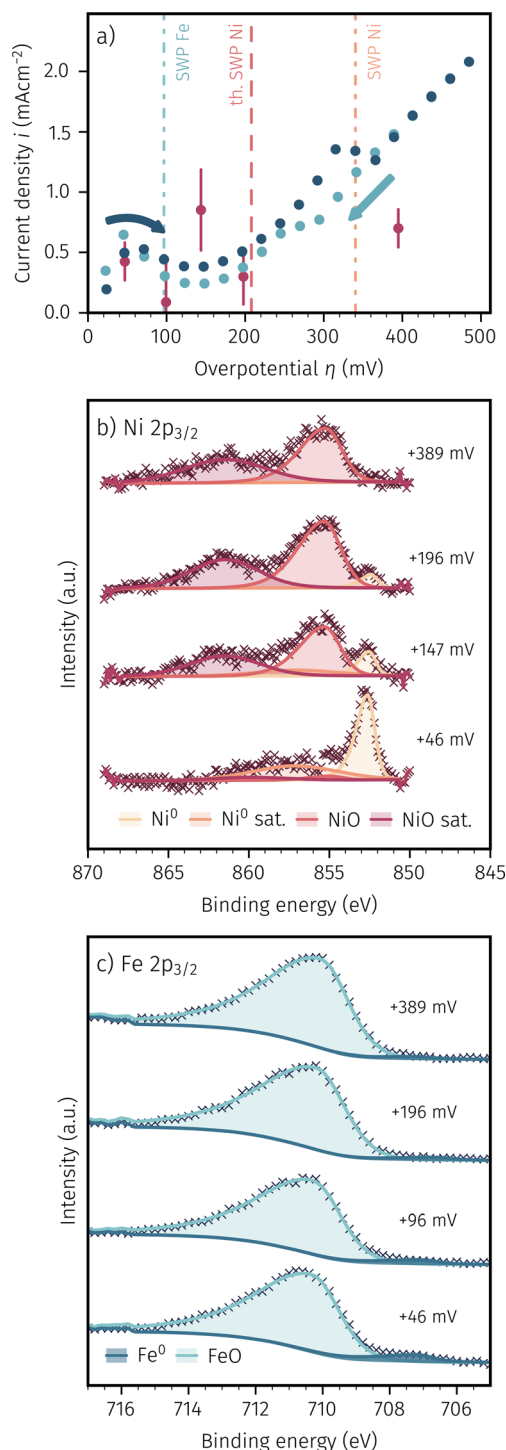 a)
SWP Fe
th. SWP Ni
SWP Ni
Current density i (mAcm⁻²)
2.0
1.5
1.0
0.5
0.0
0 100 200 300 400 500
Overpotential η (mV)
b) Ni 2p₃/₂
+389 mV
+196 mV
+147 mV
+46 mV
Intensity (a.u.)
Ni⁰ Ni⁰ sat. NiO NiO sat.
870 865 860 855 850 845
Binding energy (eV)
c) Fe 2p₃/₂
+389 mV
+196 mV
+96 mV
+46 mV
Intensity (a.u.)
Fe⁰ FeO
716 714 712 710 708 706
Binding energy (eV)